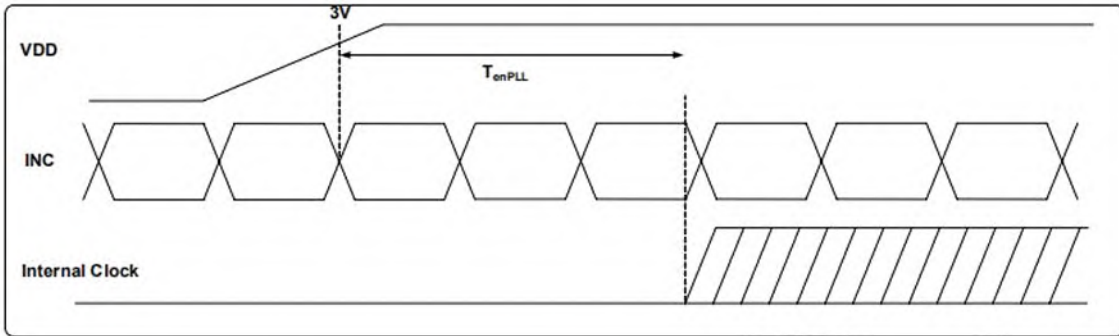 3V
VDD
TenPLL
INC
Internal Clock